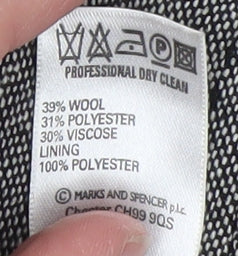 P
PROFESSIONAL DRY CLEAN
39% WOOL
31% POLYESTER
30% VISCOSE
LINING
100% POLYESTER
© MARKS AND SPENCER p.l.c.
Chester CH99 9QS